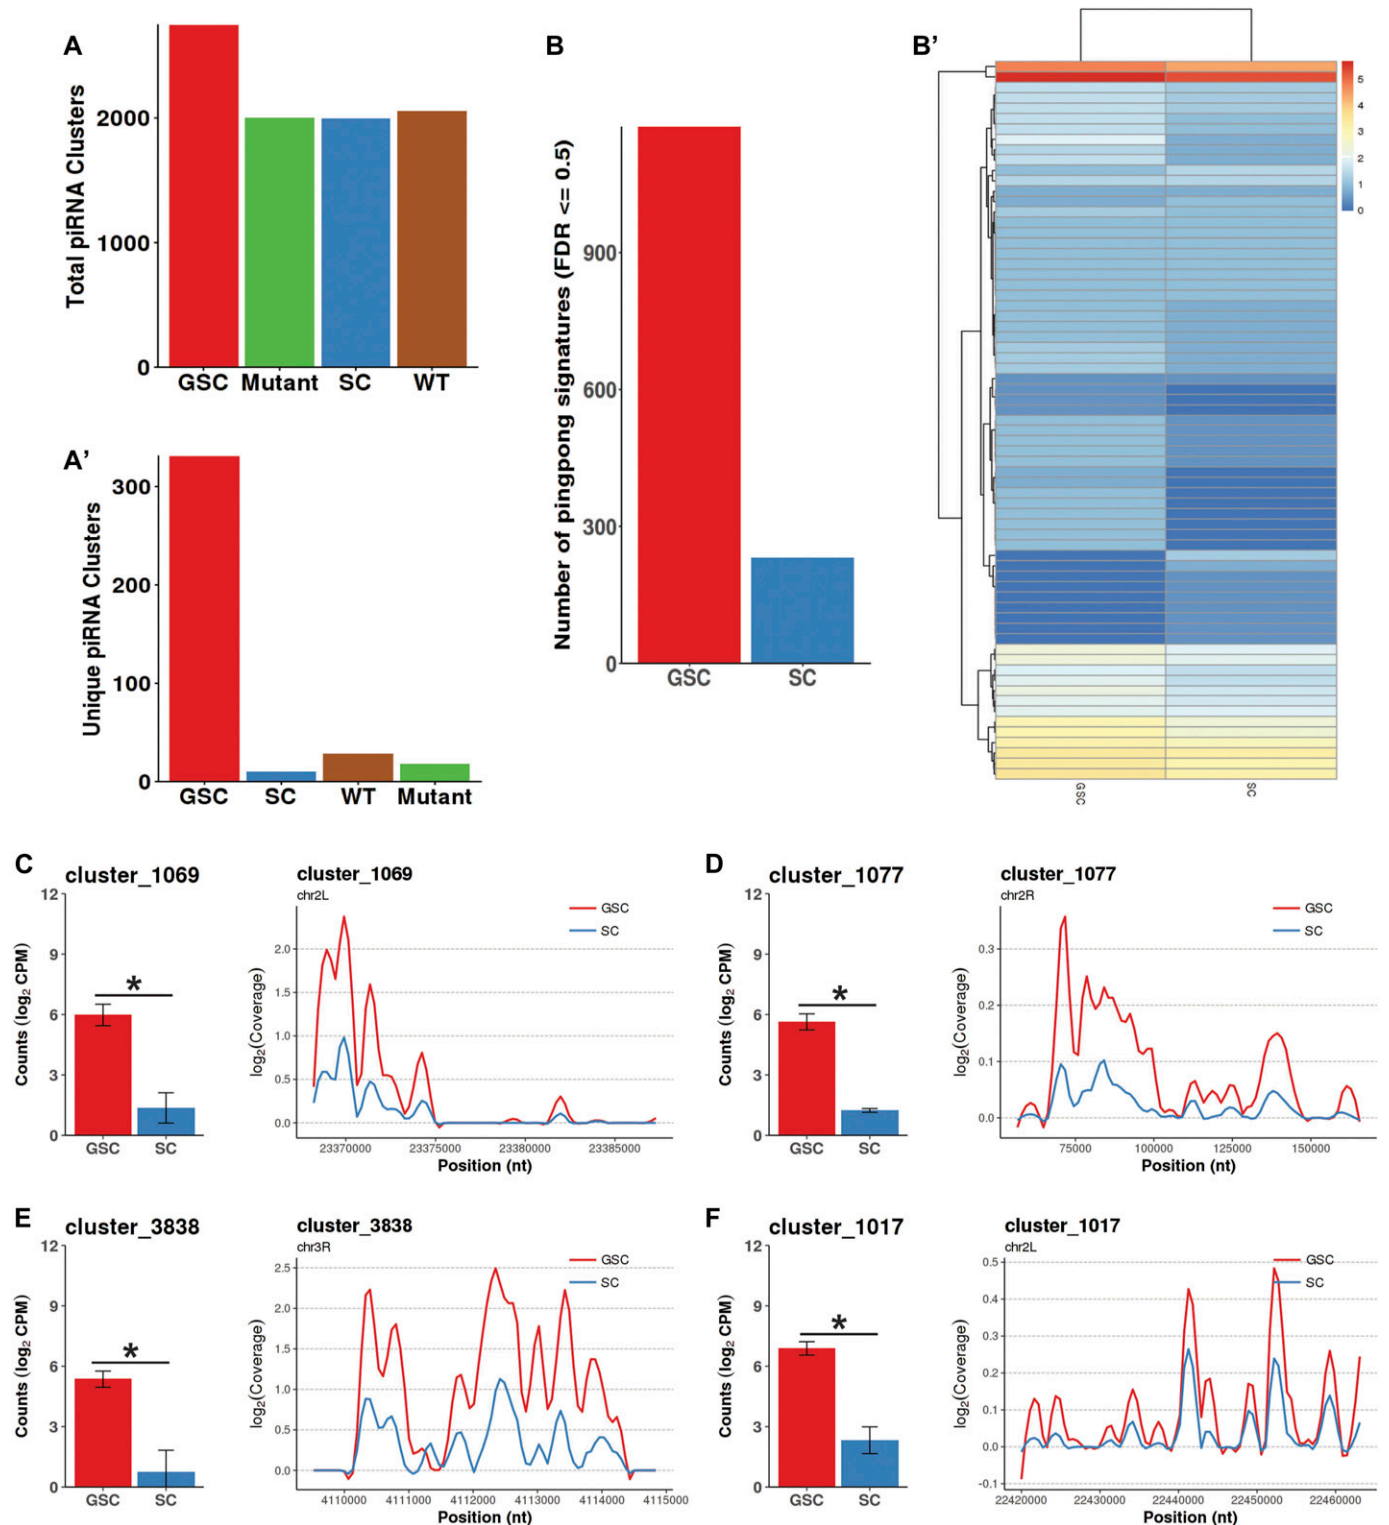 A
Total piRNA Clusters
2000
1000
0
GSC Mutant SC WT
A’
Unique piRNA Clusters
300
200
100
0
GSC SC WT Mutant
B
Number of pingpong signatures (FDR <= 0.5)
900
600
300
0
GSC SC
B’
5
4
3
2
1
0
GSC SC
C
cluster_1069
Counts (log2 CPM)
12
9
6
3
0
*
GSC SC
cluster_1069
chr2L
GSC
SC
log2(Coverage)
2.0
1.5
1.0
0.5
0.0
23370000 23375000 23380000 23385000
Position (nt)
D
cluster_1077
Counts (log2 CPM)
12
9
6
3
0
*
GSC SC
cluster_1077
chr2R
GSC
SC
log2(Coverage)
0.3
0.2
0.1
0.0
75000 100000 125000 150000
Position (nt)
E
cluster_3838
Counts (log2 CPM)
12
9
6
3
0
*
GSC SC
cluster_3838
chr3R
GSC
SC
log2(Coverage)
2.5
2.0
1.5
1.0
0.5
0.0
4110000 4111000 4112000 4113000 4114000 4115000
Position (nt)
F
cluster_1017
Counts (log2 CPM)
12
9
6
3
0
*
GSC SC
cluster_1017
chr2L
GSC
SC
log2(Coverage)
0.5
0.4
0.3
0.2
0.1
0.0
-0.1
22420000 22430000 22440000 22450000 22460000
Position (nt)